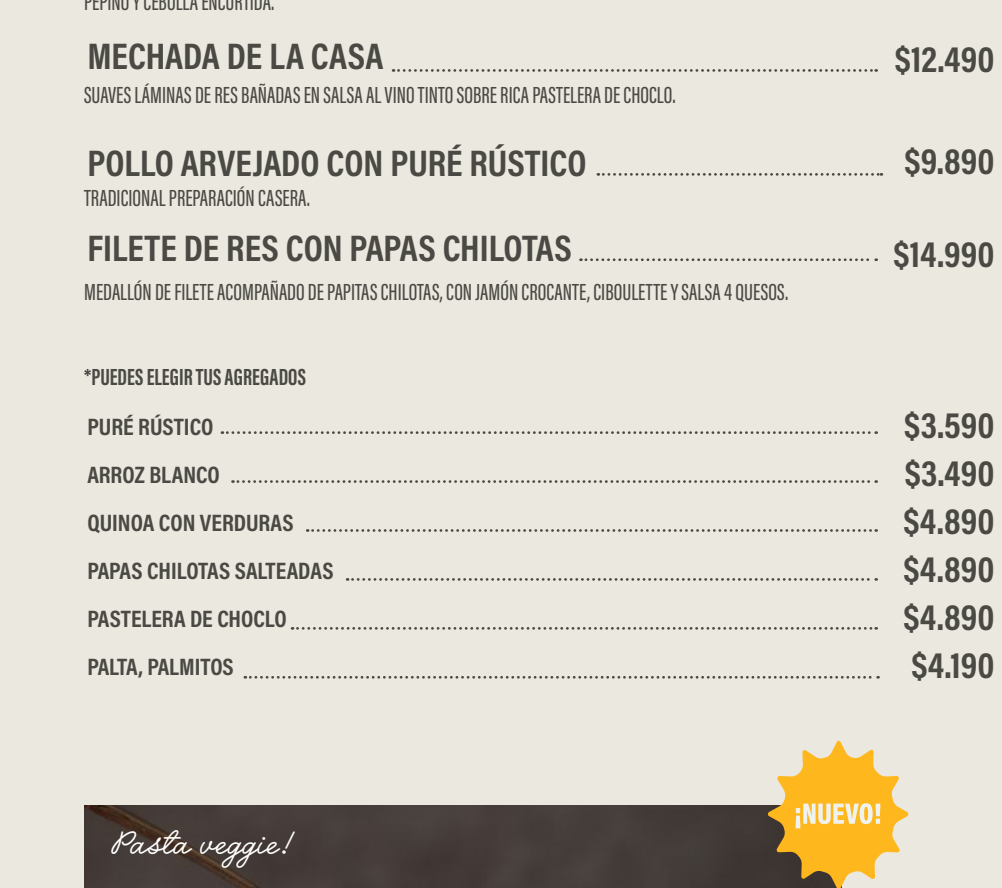 PEPINO Y CEBOLLA ENCURTIDA.
MECHADA DE LA CASA $12.490
SUAVES LÁMINAS DE RES BAÑADAS EN SALSA AL VINO TINTO SOBRE RICA PASTELERA DE CHOCLO.
POLLO ARVEJADO CON PURÉ RÚSTICO $9.890
TRADICIONAL PREPARACIÓN CASERA.
FILETE DE RES CON PAPAS CHILOTAS $14.990
MEDALLÓN DE FILETE ACOMPAÑADO DE PAPITAS CHILOTAS, CON JAMÓN CROCANTE, CIBOULETTE Y SALSA 4 QUESOS.
*PUEDES ELEGIR TUS AGREGADOS
PURÉ RÚSTICO $3.590
ARROZ BLANCO $3.490
QUINOA CON VERDURAS $4.890
PAPAS CHILOTAS SALTEADAS $4.890
PASTELERA DE CHOCLO $4.890
PALTA, PALMITOS $4.190
¡NUEVO!
Pasta veggie!